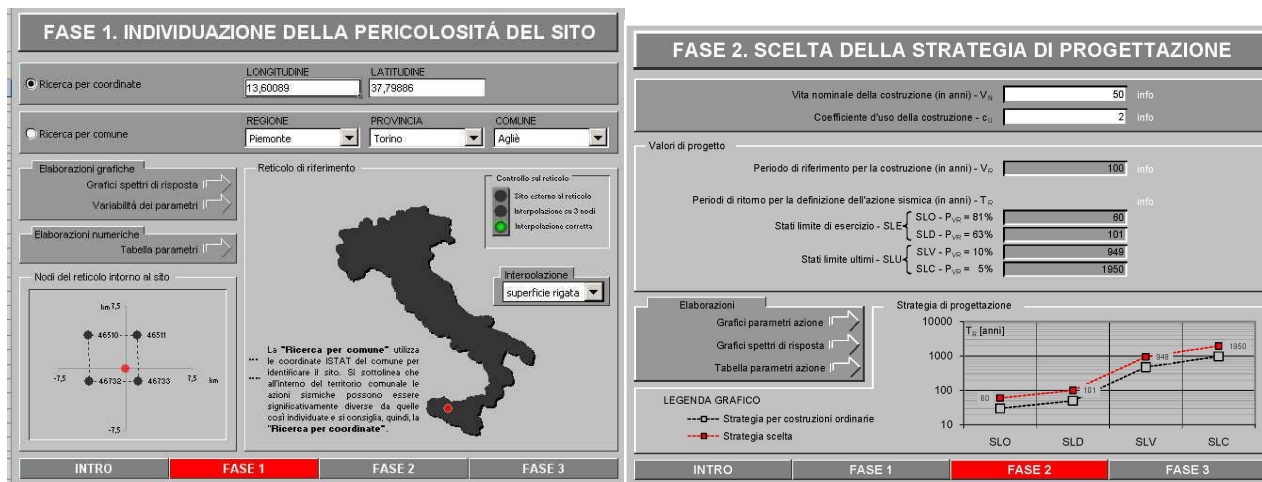 FASE 1. INDIVIDUAZIONE DELLA PERICOLOSITÁ DEL SITO
LONGITUDINE LATITUDINE
Ricerca per coordinate 13,60089 37,79886
REGIONE PROVINCIA COMUNE
Ricerca per comune Piemonte Torino Agliè
Elaborazioni grafiche
Grafici spettri di risposta
Variabilità dei parametri
Elaborazioni numeriche
Tabella parametri
Nodi del reticolo intorno al sito
km 7,5
46510 46511
-7,5 7,5 km
46732 46733
-7,5
Reticolo di riferimento
Controllo sul reticolo
Sito esterno al reticolo
Interpolazione su 3 nodi
Interpolazione corretta
Interpolazione
superficie rigata
La "Ricerca per comune" utilizza
le coordinate ISTAT del comune per
identificare il sito. Si sottolinea che
all'interno del territorio comunale le
azioni sismiche possono essere
significativamente diverse da quelle
così individuate e si consiglia, quindi, la
"Ricerca per coordinate".
INTRO FASE 1 FASE 2 FASE 3
FASE 2. SCELTA DELLA STRATEGIA DI PROGETTAZIONE
Vita nominale della costruzione (in anni) - VN 50 info
Coefficiente d'uso della costruzione - cU 2 info
Valori di progetto
Periodo di riferimento per la costruzione (in anni) - VR 100 info
Periodi di ritorno per la definizione dell'azione sismica (in anni) - TR info
Stati limite di esercizio - SLE
SLO - PVR = 81% 60
SLD - PVR = 63% 101
Stati limite ultimi - SLU
SLV - PVR = 10% 949
SLC - PVR = 5% 1950
Elaborazioni
Grafici parametri azione
Grafici spettri di risposta
Tabella parametri azione
LEGENDA GRAFICO
Strategia per costruzioni ordinarie
Strategia scelta
Strategia di progettazione
TR [anni]
10000
1000
100
10
60
101
949
1950
SLO SLD SLV SLC
INTRO FASE 1 FASE 2 FASE 3